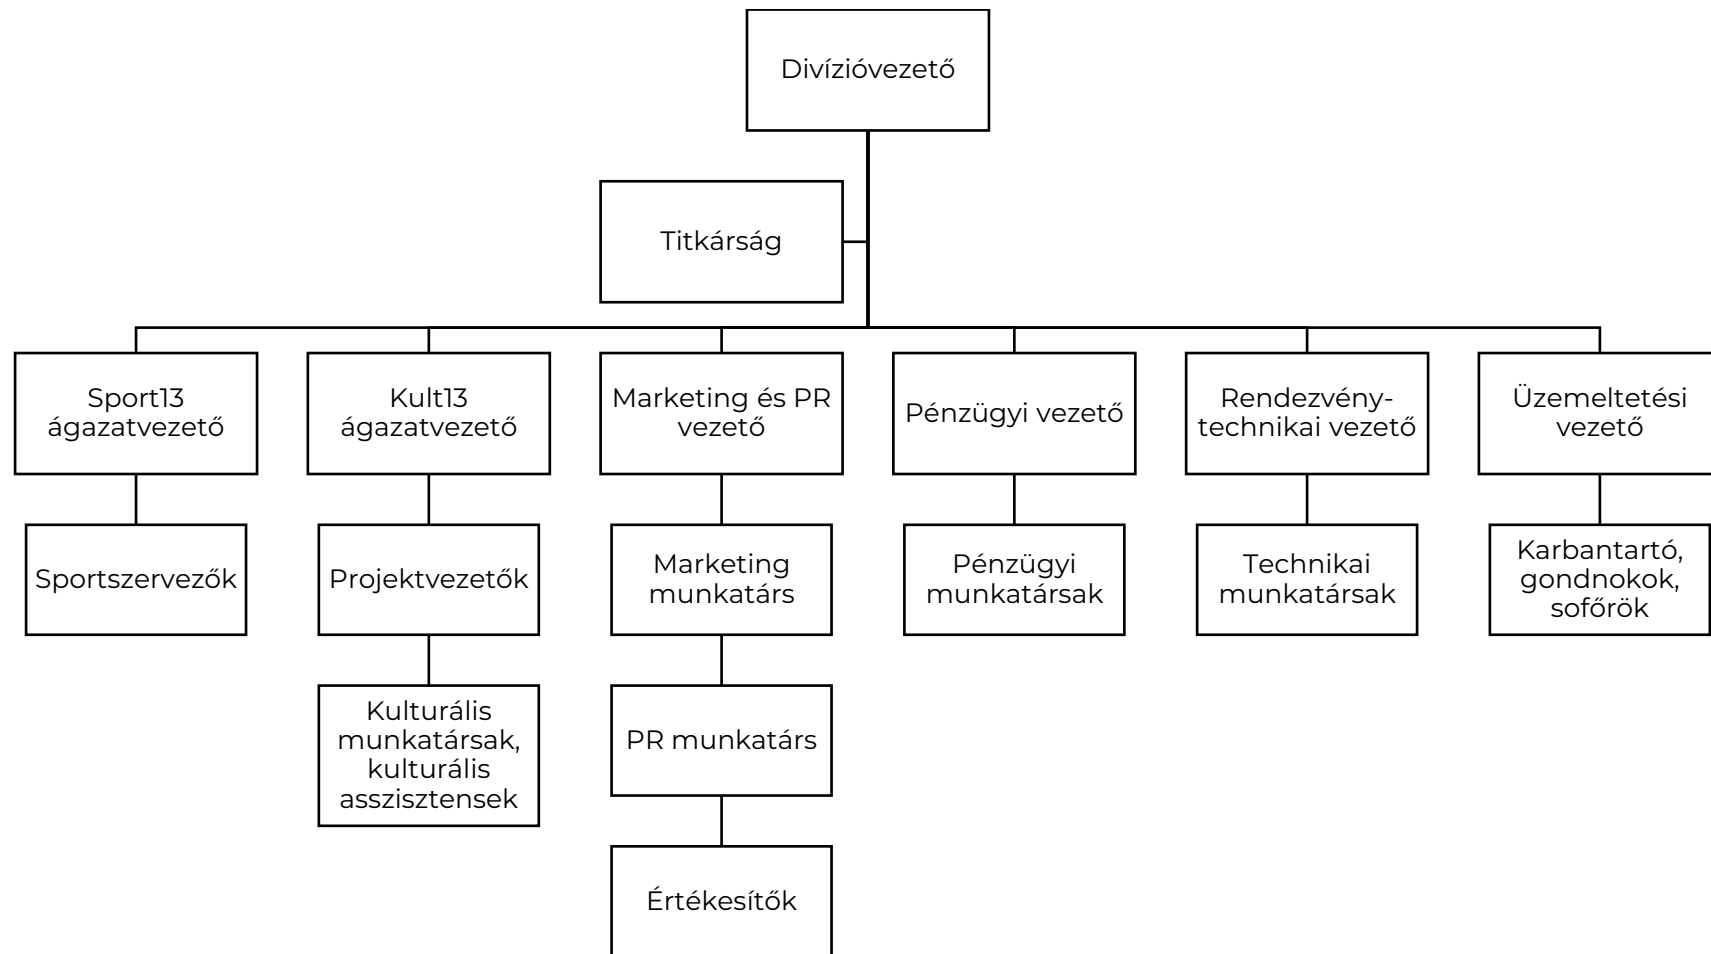 Divízióvezető
Titkárság
Sport13
ágazatvezető
Kult13
ágazatvezető
Marketing és PR
vezető
Pénzügyi vezető
Rendezvény-
technikai vezető
Üzemeltetési
vezető
Sportszervezők
Projektvezetők
Marketing
munkatárs
Pénzügyi
munkatársak
Technikai
munkatársak
Karbantartó,
gondnokok,
sofőrök
Kulturális
munkatársak,
kulturális
asszisztensek
PR munkatárs
Értékesítők